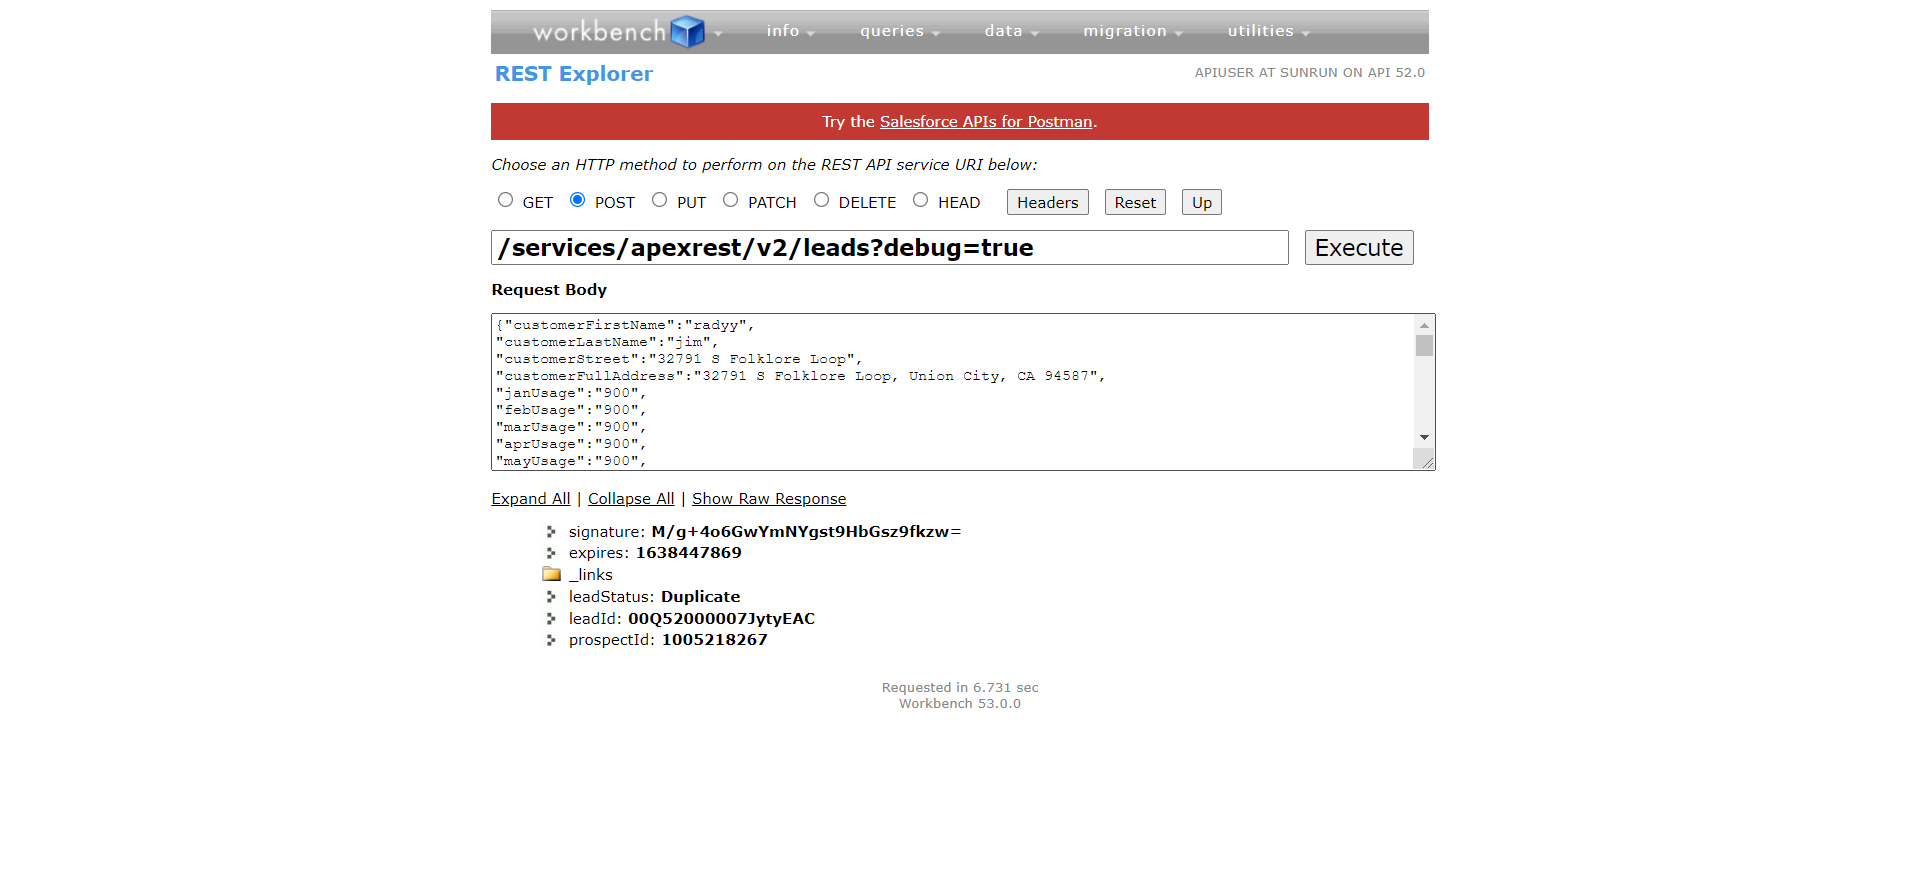 workbench info queries data migration utilities
REST Explorer
APIUSER AT SUNRUN ON API 52.0
Try the Salesforce APIs for Postman.
Choose an HTTP method to perform on the REST API service URI below:
GET POST PUT PATCH DELETE HEAD Headers Reset Up
/services/apexrest/v2/leads?debug=true Execute
Request Body
{"customerFirstName":"radyy",
"customerLastName":"jim",
"customerStreet":"32791 S Folklore Loop",
"customerFullAddress":"32791 S Folklore Loop, Union City, CA 94587",
"janUsage":"900",
"febUsage":"900",
"marUsage":"900",
"aprUsage":"900",
"mayUsage":"900",
Expand All | Collapse All | Show Raw Response
signature: M/g+4o6GwYmNYgst9HbGsz9fkzw=
expires: 1638447869
_links
leadStatus: Duplicate
leadId: 00Q52000007JytyEAC
prospectId: 1005218267
Requested in 6.731 sec
Workbench 53.0.0